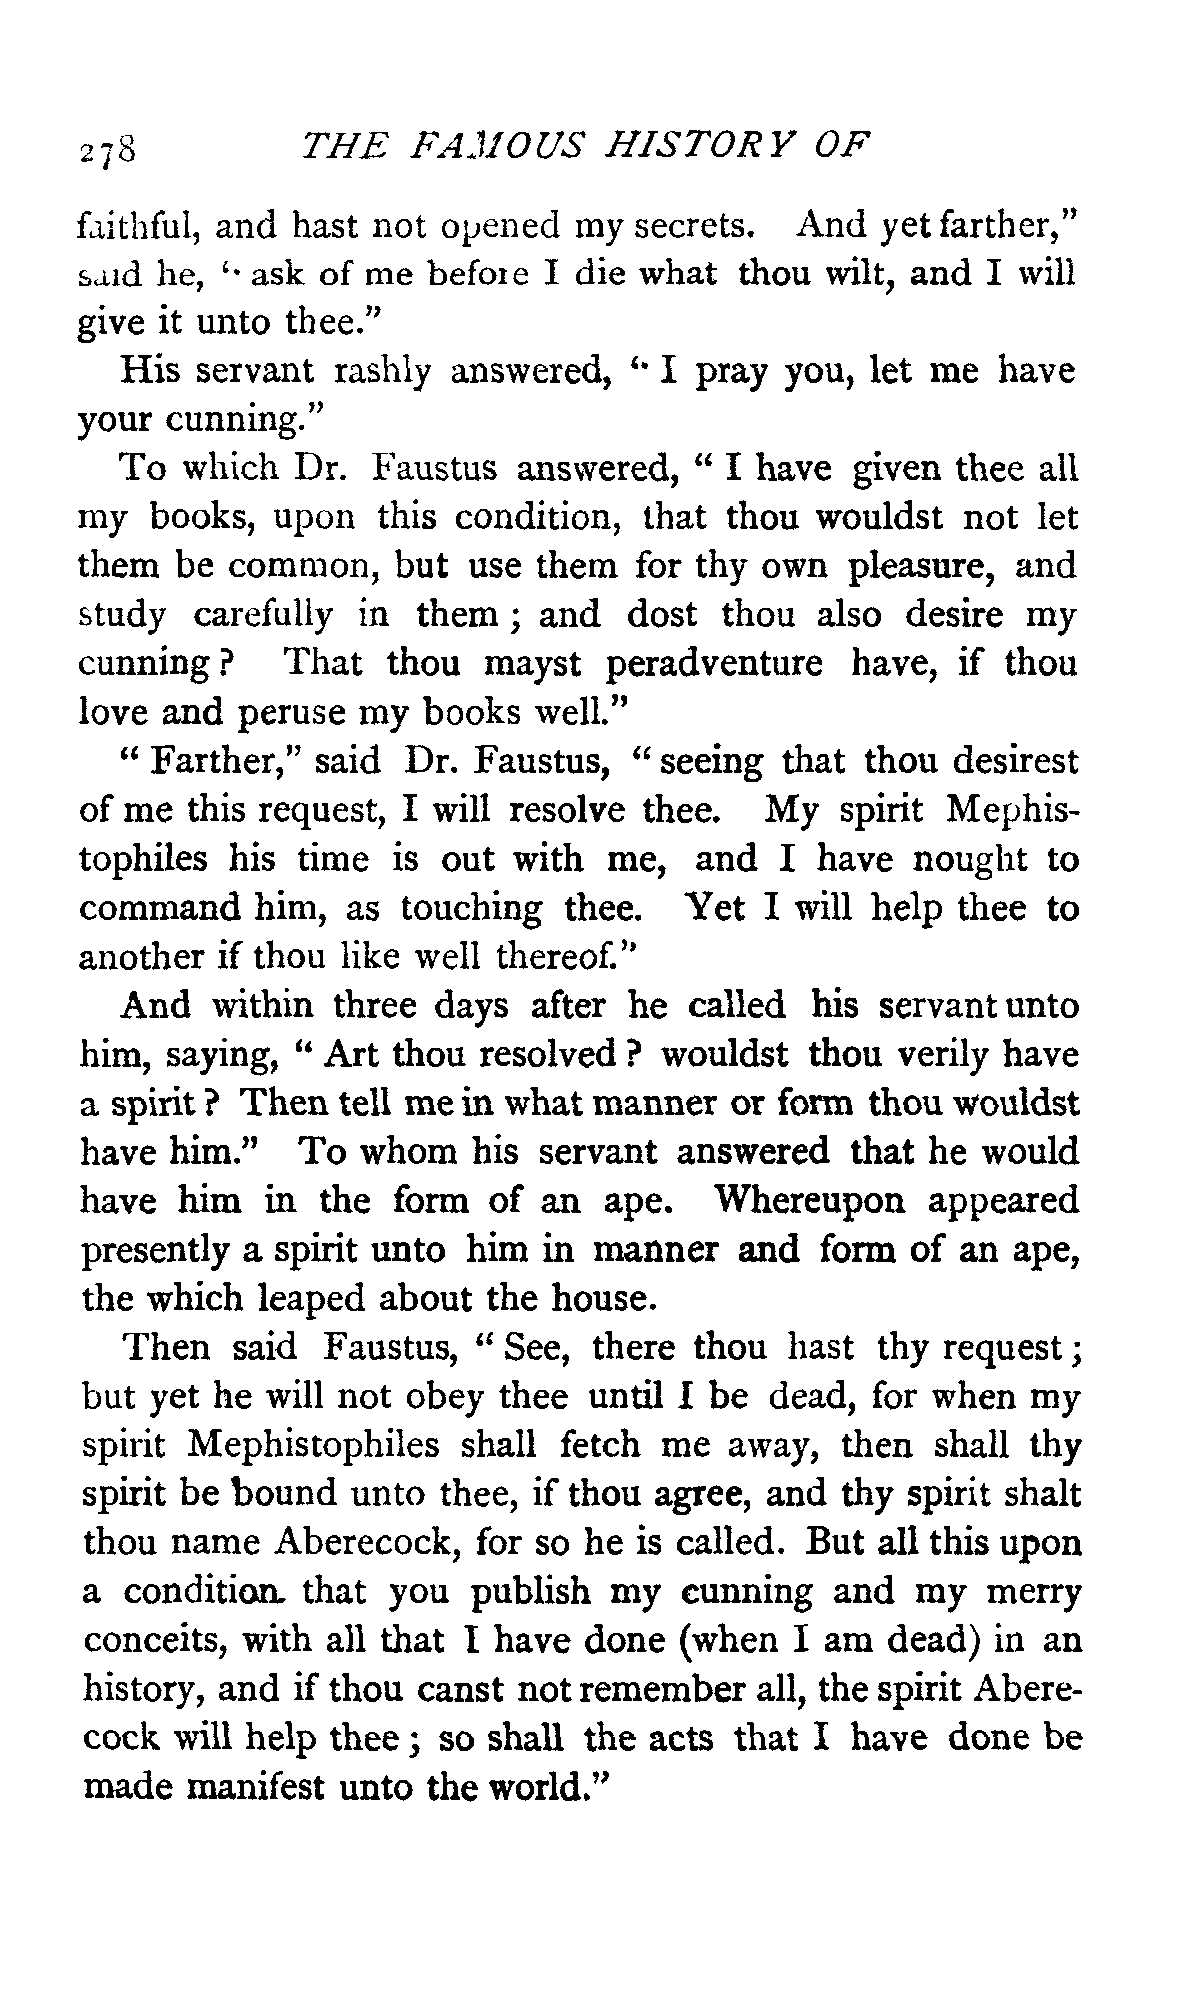 278 THE FAMOUS HISTORY OF
faithful, and hast not opened my secrets. And yet farther,"
said he, "ask of me before I die what thou wilt, and I will
give it unto thee."
His servant rashly answered, "I pray you, let me have
your cunning."
To which Dr. Faustus answered, "I have given thee all
my books, upon this condition, that thou wouldst not let
them be common, but use them for thy own pleasure, and
study carefully in them; and dost thou also desire my
cunning? That thou mayst peradventure have, if thou
love and peruse my books well."
"Farther," said Dr. Faustus, "seeing that thou desirest
of me this request, I will resolve thee. My spirit Mephis-
tophiles his time is out with me, and I have nought to
command him, as touching thee. Yet I will help thee to
another if thou like well thereof."
And within three days after he called his servant unto
him, saying, "Art thou resolved? wouldst thou verily have
a spirit? Then tell me in what manner or form thou wouldst
have him." To whom his servant answered that he would
have him in the form of an ape. Whereupon appeared
presently a spirit unto him in manner and form of an ape,
the which leaped about the house.
Then said Faustus, "See, there thou hast thy request;
but yet he will not obey thee until I be dead, for when my
spirit Mephistophiles shall fetch me away, then shall thy
spirit be bound unto thee, if thou agree, and thy spirit shalt
thou name Aberecock, for so he is called. But all this upon
a condition that you publish my cunning and my merry
conceits, with all that I have done (when I am dead) in an
history, and if thou canst not remember all, the spirit Abere-
cock will help thee; so shall the acts that I have done be
made manifest unto the world."